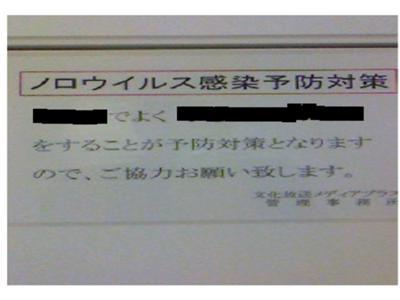 ノロウイルス感染予防対策
でよく
をすることが予防対策となります
ので、ご協力お願い致します。
文化放送メディアプラス
管理事務所